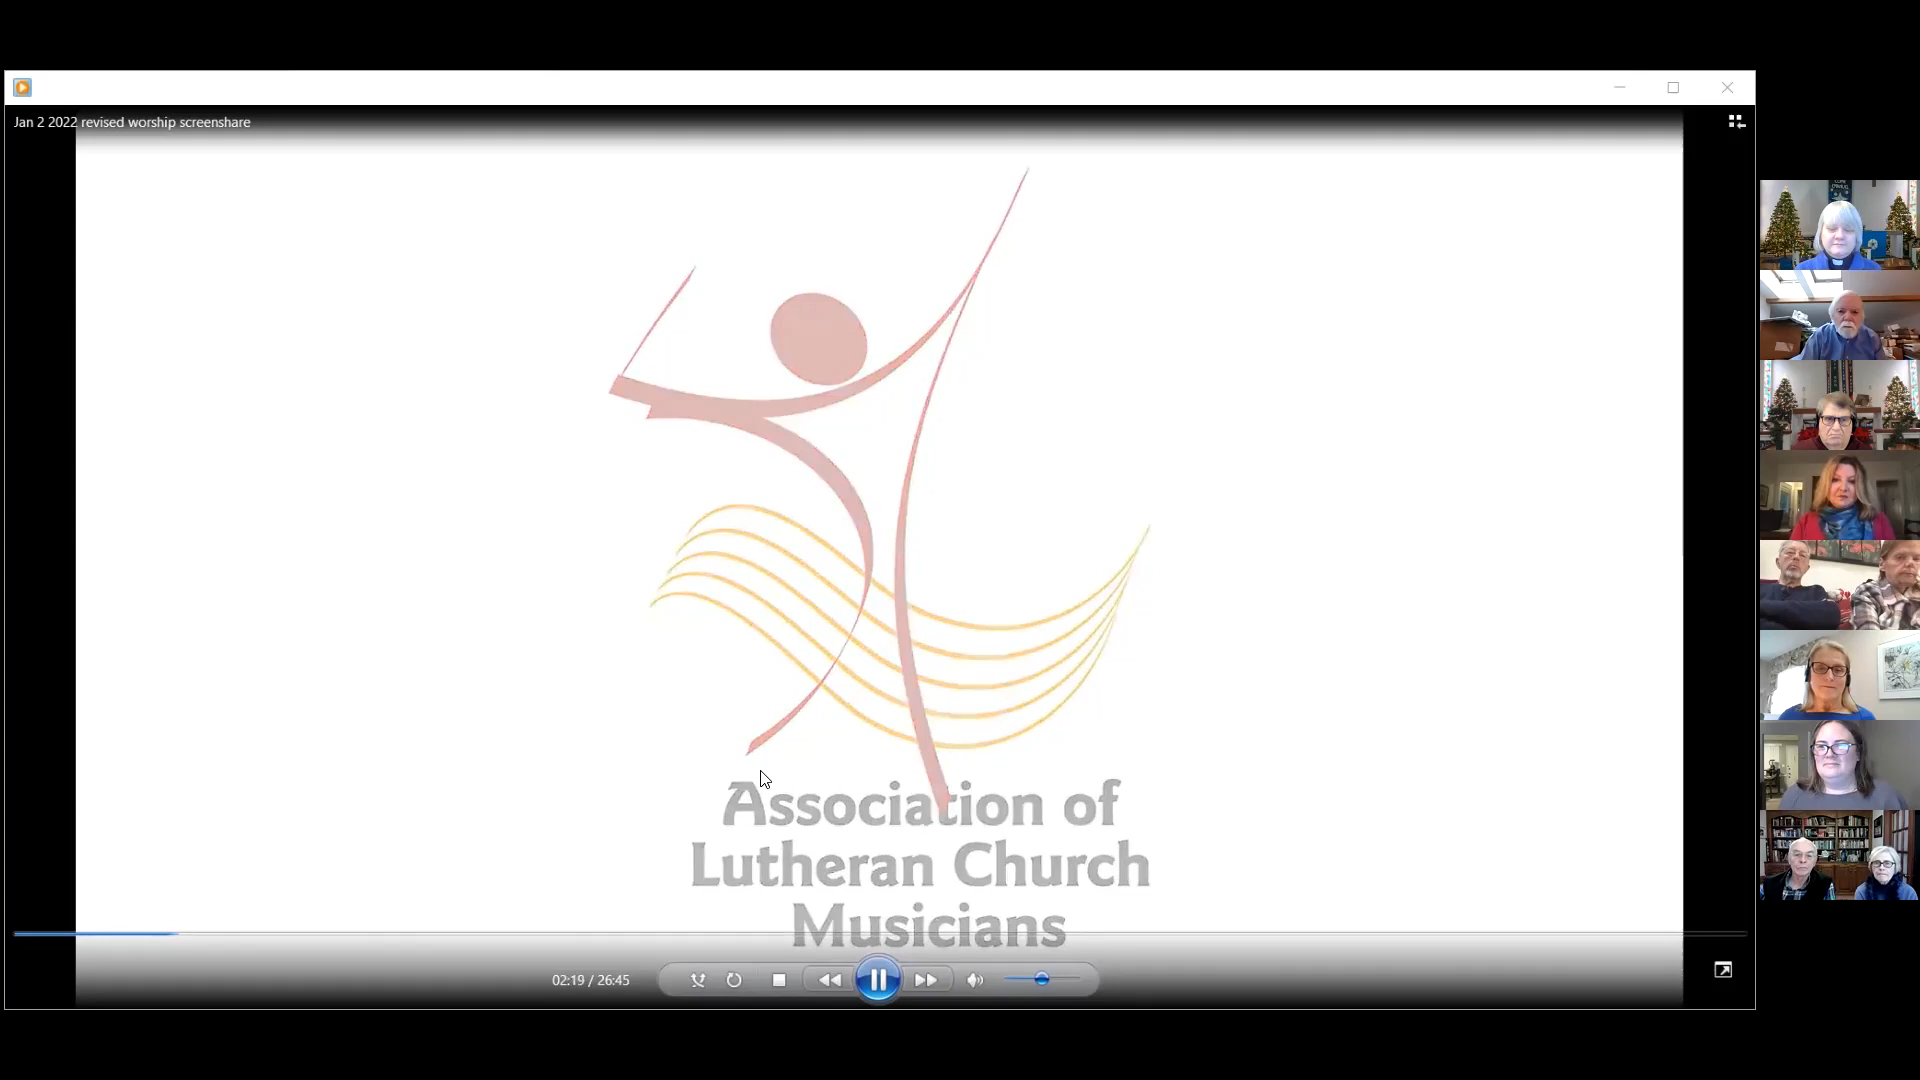 Jan 2 2022 revised worship screenshare
Association of
Lutheran Church
Musicians
02:19 / 26:45